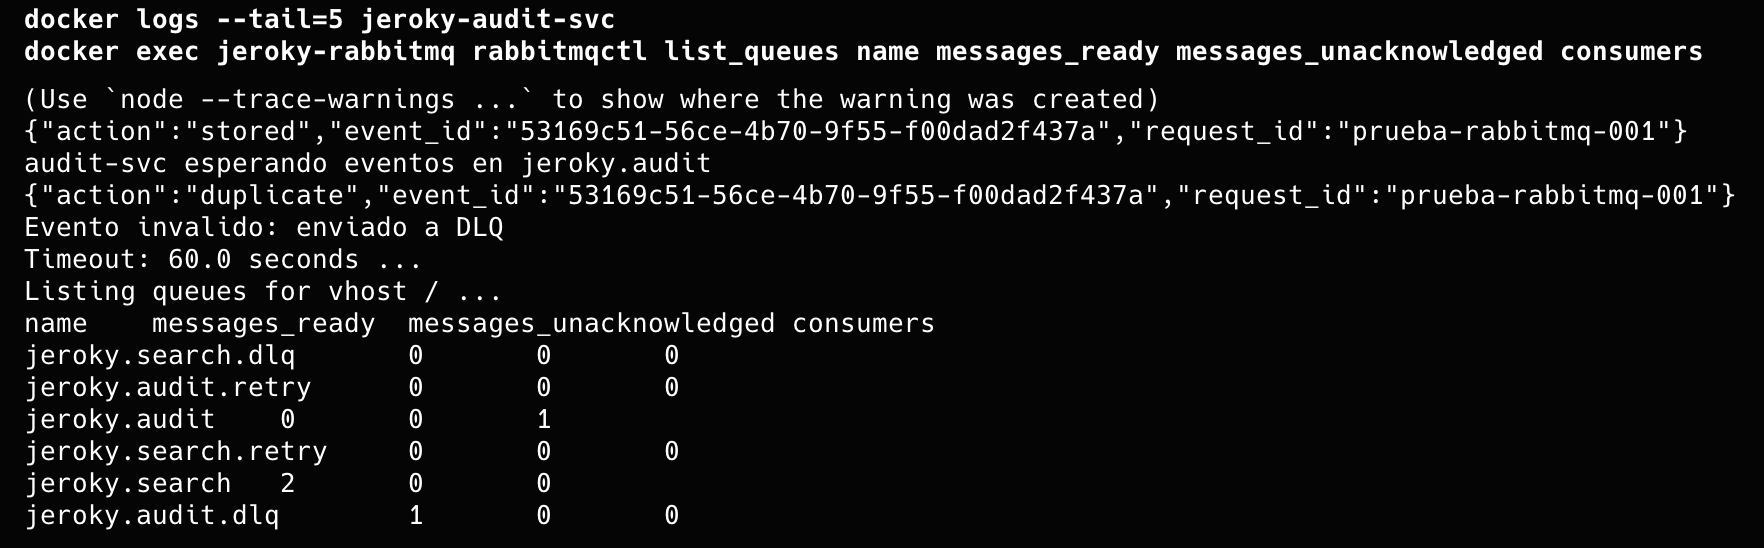 docker logs --tail=5 jeroky-audit-svc
docker exec jeroky-rabbitmq rabbitmqctl list_queues name messages_ready messages_unacknowledged consumers
(Use `node --trace-warnings ...` to show where the warning was created)
{"action":"stored","event_id":"53169c51-56ce-4b70-9f55-f00dad2f437a","request_id":"prueba-rabbitmq-001"}
audit-svc esperando eventos en jeroky.audit
{"action":"duplicate","event_id":"53169c51-56ce-4b70-9f55-f00dad2f437a","request_id":"prueba-rabbitmq-001"}
Evento invalido: enviado a DLQ
Timeout: 60.0 seconds ...
Listing queues for vhost / ...
name    messages_ready  messages_unacknowledged consumers
jeroky.search.dlq       0       0       0
jeroky.audit.retry      0       0       0
jeroky.audit    0       0       1
jeroky.search.retry     0       0       0
jeroky.search   2       0       0
jeroky.audit.dlq        1       0       0